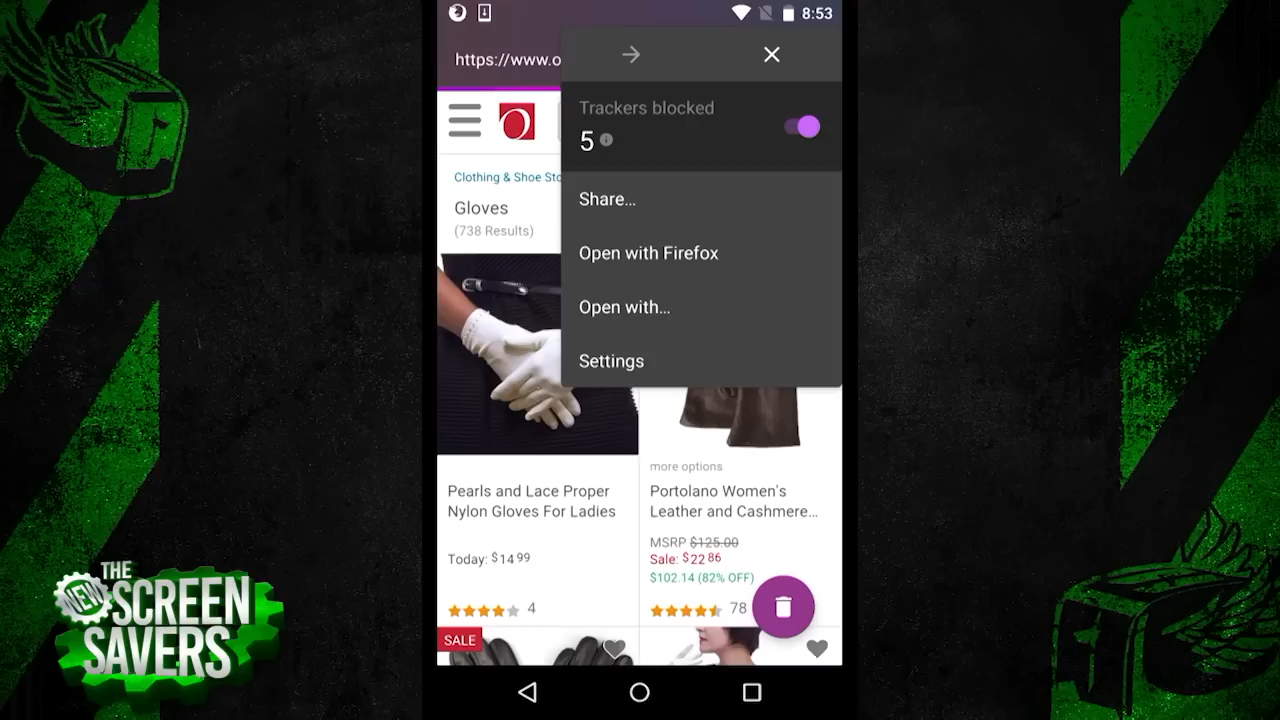 8:53
https://www.o
Trackers blocked
5
Share...
Open with Firefox
Open with...
Settings
Clothing & Shoe Sto
Gloves
(738 Results)
more options
Pearls and Lace Proper
Nylon Gloves For Ladies
Today: $14 99
4
Portolano Women's
Leather and Cashmere...
MSRP $125.00
Sale: $22 86
$102.14 (82% OFF)
78
SALE
THE
NEW
SCREEN
SAVERS